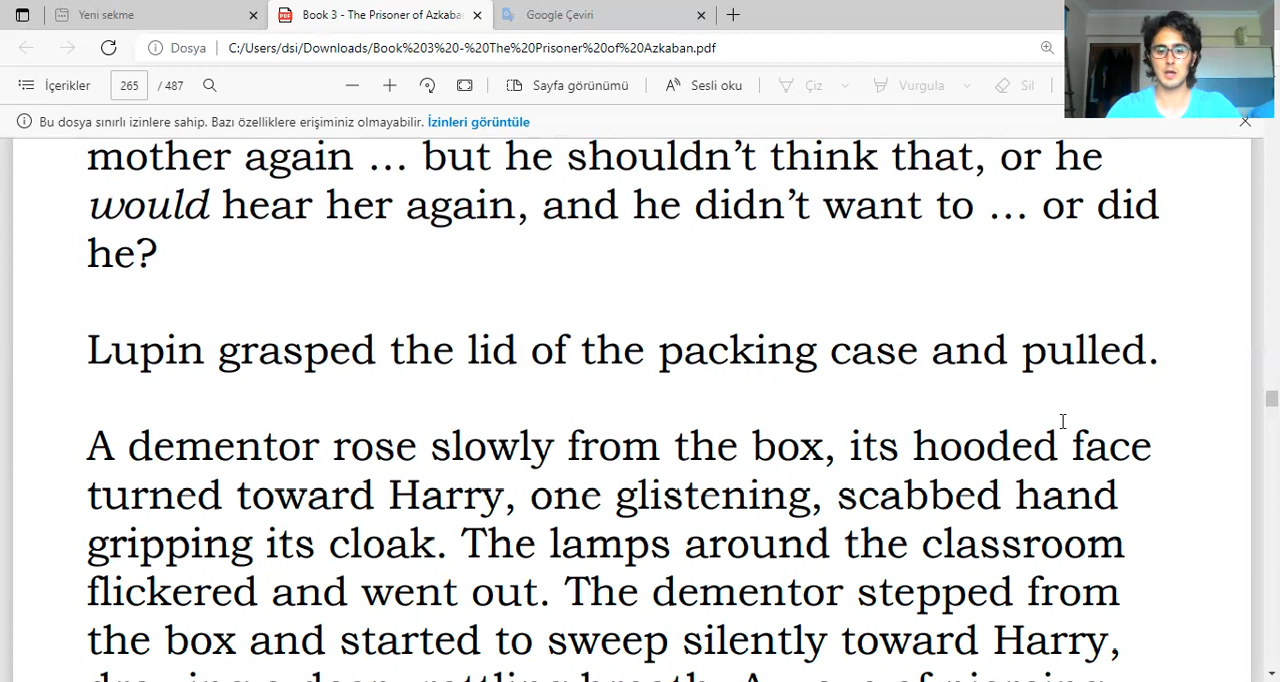 Yeni sekme
Book 3 - The Prisoner of Azkaba
Google Çeviri
Dosya
C:/Users/dsi/Downloads/Book%203%20-%20The%20Prisoner%20of%20Azkaban.pdf
İçerikler 265 / 487 Sayfa görünümü Sesli oku Çiz Vurgula Sil
Bu dosya sınırlı izinlere sahip. Bazı özelliklere erişiminiz olmayabilir. İzinleri görüntüle
mother again … but he shouldn't think that, or he
would hear her again, and he didn't want to … or did
he?
Lupin grasped the lid of the packing case and pulled.
A dementor rose slowly from the box, its hooded face
turned toward Harry, one glistening, scabbed hand
gripping its cloak. The lamps around the classroom
flickered and went out. The dementor stepped from
the box and started to sweep silently toward Harry,